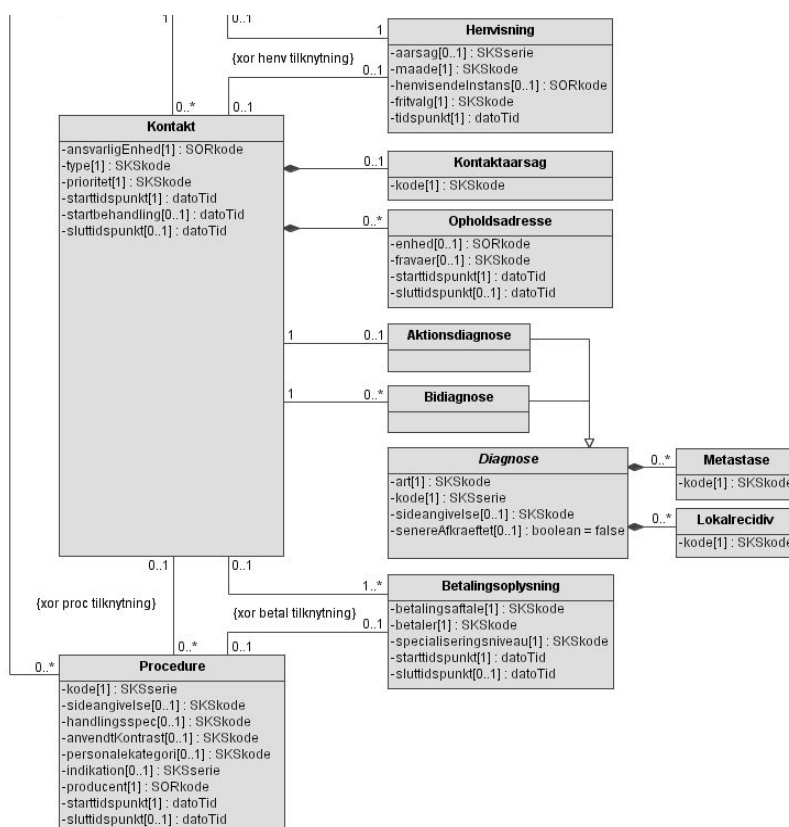 1
0..1
1
Henvisning
-aarsag[0..1] : SKSserie
-maade[1] : SKSkode
-henvisendeInstans[0..1] : SORkode
-fritvalg[1] : SKSkode
-tidspunkt[1] : datoTid
{xor henv tilknytning}
0..1
0..*
0..1
Kontakt
-ansvarligEnhed[1] : SORkode
-type[1] : SKSkode
-prioritet[1] : SKSkode
-starttidspunkt[1] : datoTid
-startbehandling[0..1] : datoTid
-sluttidspunkt[0..1] : datoTid
0..1
Kontaktaarsag
-kode[1] : SKSkode
0..*
Opholdsadresse
-enhed[0..1] : SORkode
-fravaer[0..1] : SKSkode
-starttidspunkt[1] : datoTid
-sluttidspunkt[0..1] : datoTid
1
0..1
Aktionsdiagnose
1
0..*
Bidiagnose
Diagnose
-art[1] : SKSkode
-kode[1] : SKSserie
-sideangivelse[0..1] : SKSkode
-senereAfkraeftet[0..1] : boolean = false
0..*
Metastase
-kode[1] : SKSkode
0..*
Lokalrecidiv
-kode[1] : SKSkode
0..1
0..1
{xor proc tilknytning}
1..*
{xor betal tilknytning}
0..1
Betalingsoplysning
-betalingsaftale[1] : SKSkode
-betaler[1] : SKSkode
-specialiseringsniveau[1] : SKSkode
-starttidspunkt[1] : datoTid
-sluttidspunkt[0..1] : datoTid
0..*
0..1
0..*
Procedure
-kode[1] : SKSserie
-sideangivelse[0..1] : SKSkode
-handlingsspec[0..1] : SKSkode
-anvendtKontrast[0..1] : SKSkode
-personalekategori[0..1] : SKSkode
-indikation[0..1] : SKSserie
-producent[1] : SORkode
-starttidspunkt[1] : datoTid
-sluttidspunkt[0..1] : datoTid